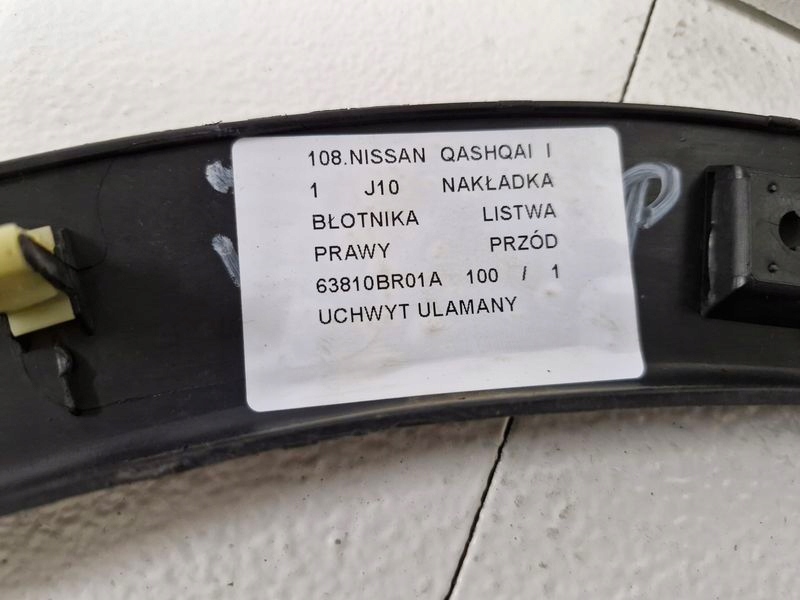 108.NISSAN QASHQAI I
1 J10 NAKŁADKA
BŁOTNIKA LISTWA
PRAWY PRZÓD
63810BR01A 100 / 1
UCHWYT ULAMANY